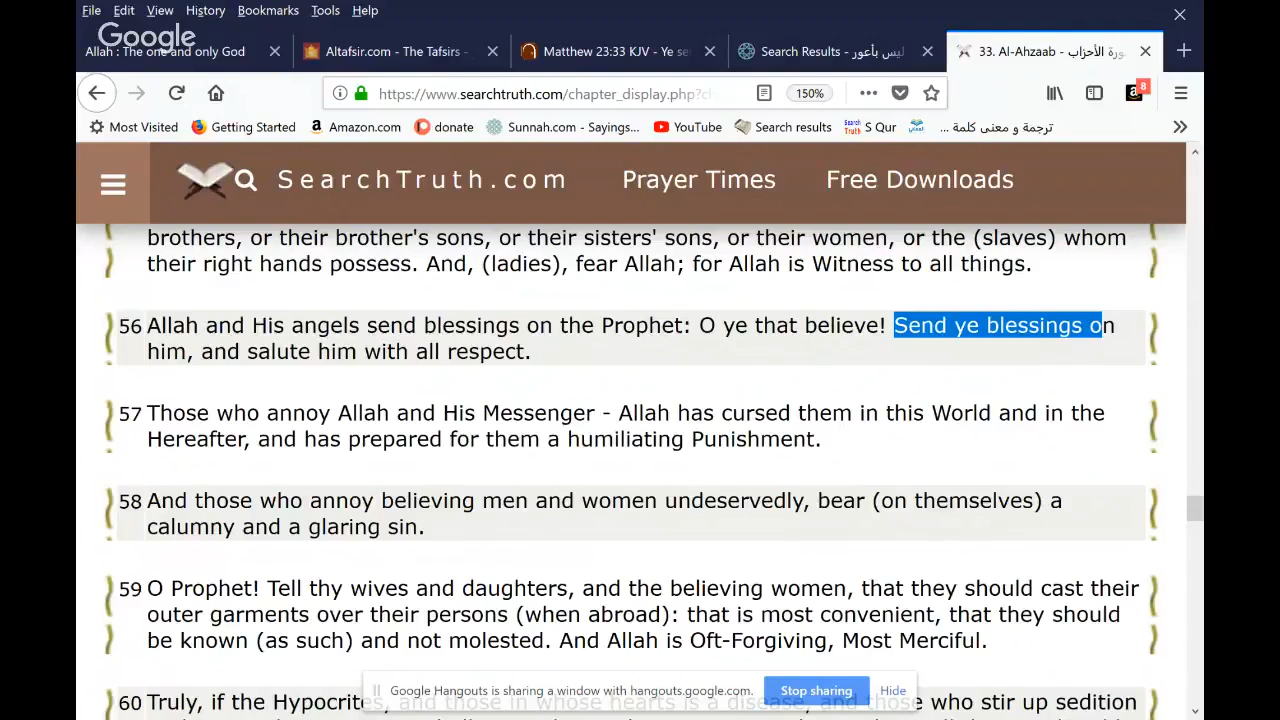 File Edit View History Bookmarks Tools Help
Google
Allah : The one and only God
Altafsir.com - The Tafsirs -
Matthew 23:33 KJV - Ye se
Search Results - ليس بأعور
33. Al-Ahzaab - سورة الأحزاب
https://www.searchtruth.com/chapter_display.php?c
150%
8
Most Visited Getting Started Amazon.com donate Sunnah.com - Sayings,... YouTube Search results S Qur ترجمة و معنى كلمة ...
SearchTruth.com Prayer Times Free Downloads
brothers, or their brother's sons, or their sisters' sons, or their women, or the (slaves) whom
their right hands possess. And, (ladies), fear Allah; for Allah is Witness to all things.
56 Allah and His angels send blessings on the Prophet: O ye that believe! Send ye blessings on
him, and salute him with all respect.
57 Those who annoy Allah and His Messenger - Allah has cursed them in this World and in the
Hereafter, and has prepared for them a humiliating Punishment.
58 And those who annoy believing men and women undeservedly, bear (on themselves) a
calumny and a glaring sin.
59 O Prophet! Tell thy wives and daughters, and the believing women, that they should cast their
outer garments over their persons (when abroad): that is most convenient, that they should
be known (as such) and not molested. And Allah is Oft-Forgiving, Most Merciful.
Google Hangouts is sharing a window with hangouts.google.com. Stop sharing Hide
60 Truly, if the Hypocrites, and those in whose hearts is a disease, and those who stir up sedition